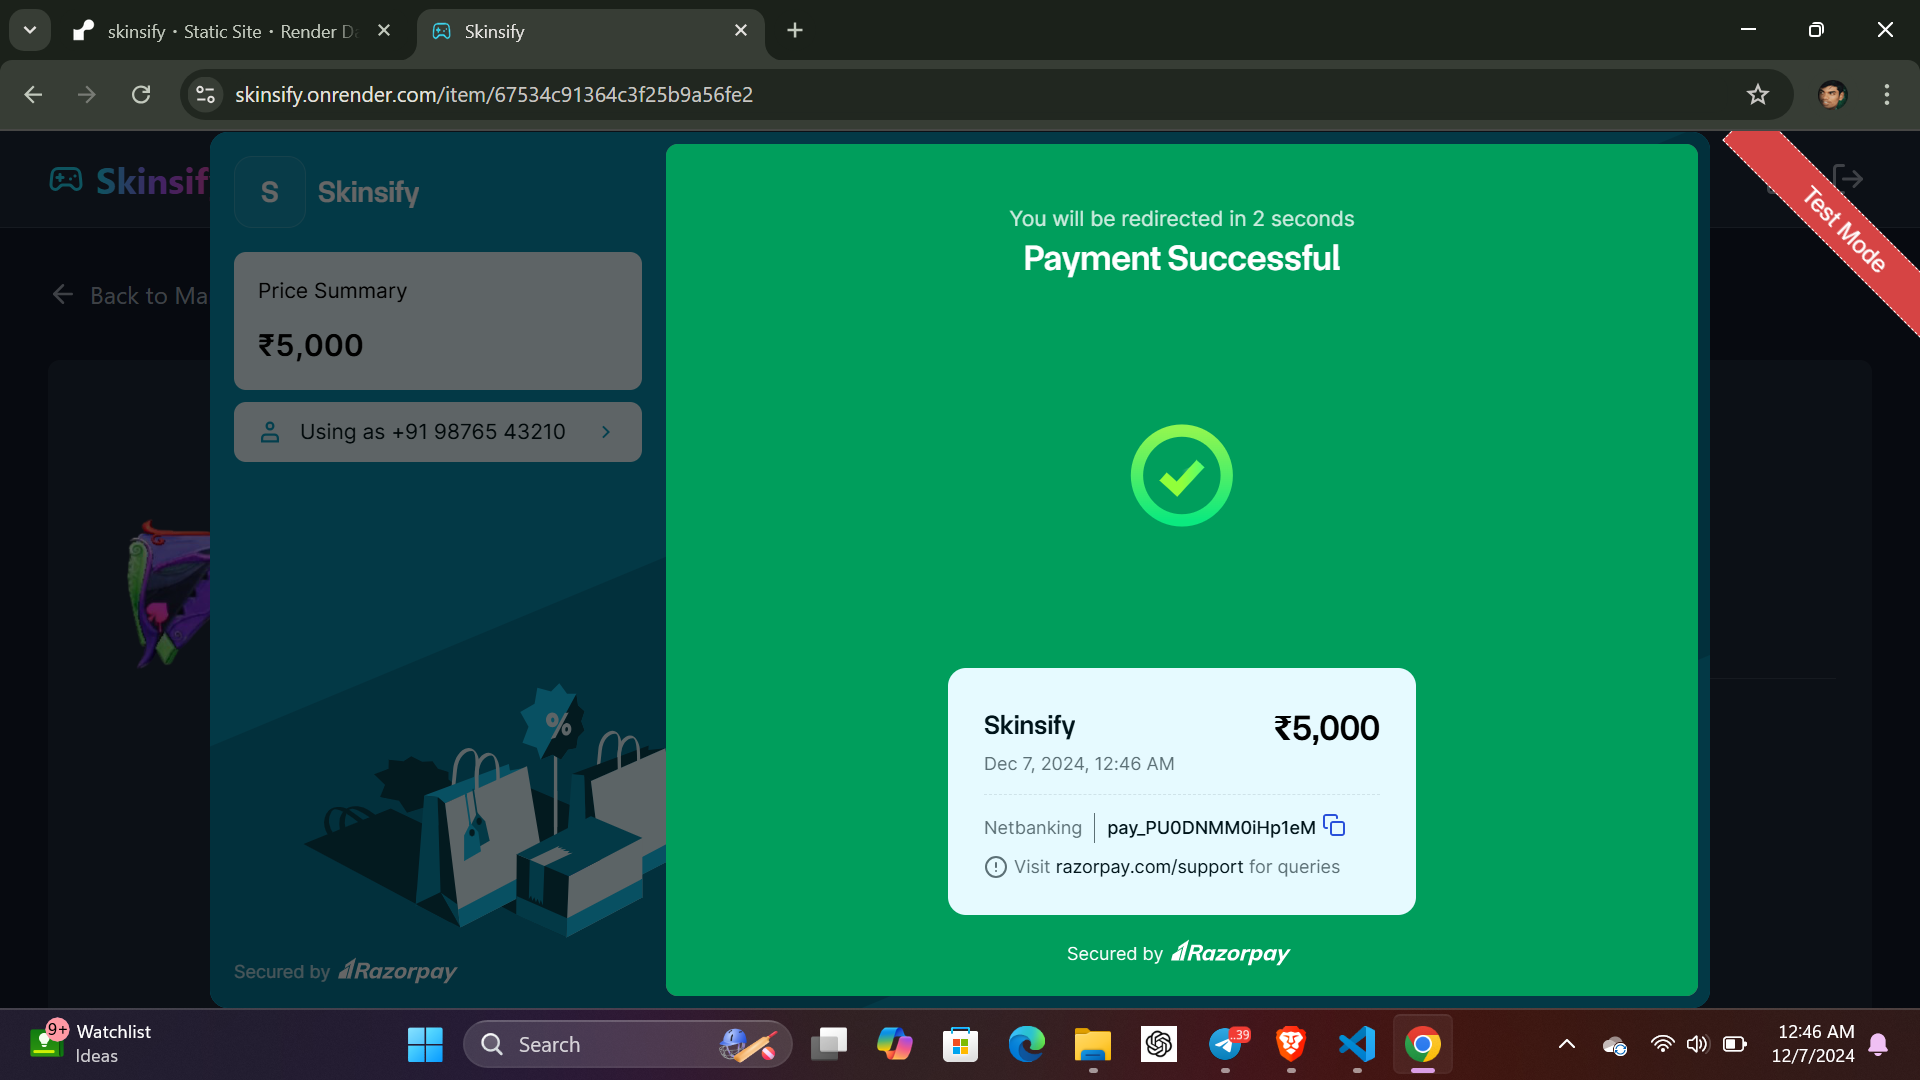 skinsify • Static Site • Render Da
Skinsify
skinsify.onrender.com/item/67534c91364c3f25b9a56fe2
Skinsif
S
Skinsify
Test Mode
Back to Ma
Price Summary
₹5,000
Using as +91 98765 43210
%
Secured by Razorpay
You will be redirected in 2 seconds
Payment Successful
Skinsify ₹5,000
Dec 7, 2024, 12:46 AM
Netbanking pay_PU0DNMM0iHp1eM
Visit razorpay.com/support for queries
Secured by Razorpay
9+
Watchlist
Ideas
Search
.39
12:46 AM
12/7/2024